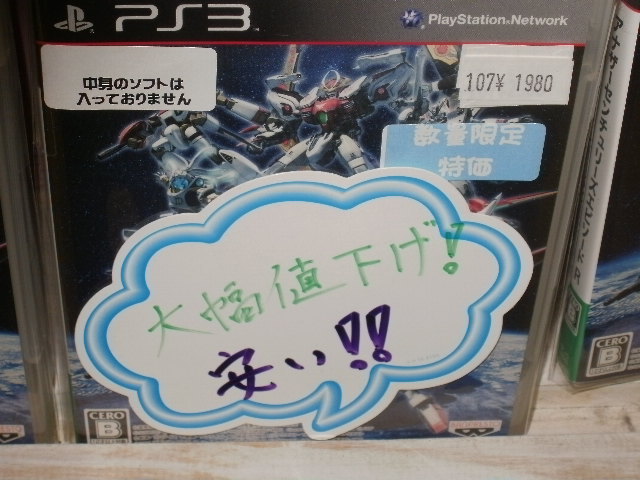 PS3
PlayStation®Network
中身のソフトは
入っておりません
107¥ 1980
数量限定
特価
大幅値下げ!
安い!!
CERO
B
B